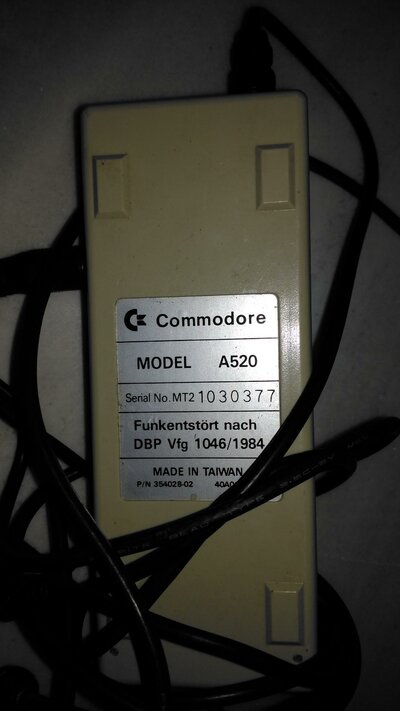 Commodore
MODEL A520
Serial No. MT2 1030377
Funkentstört nach
DBP Vfg 1046/1984
MADE IN TAIWAN
P/N 354028-02